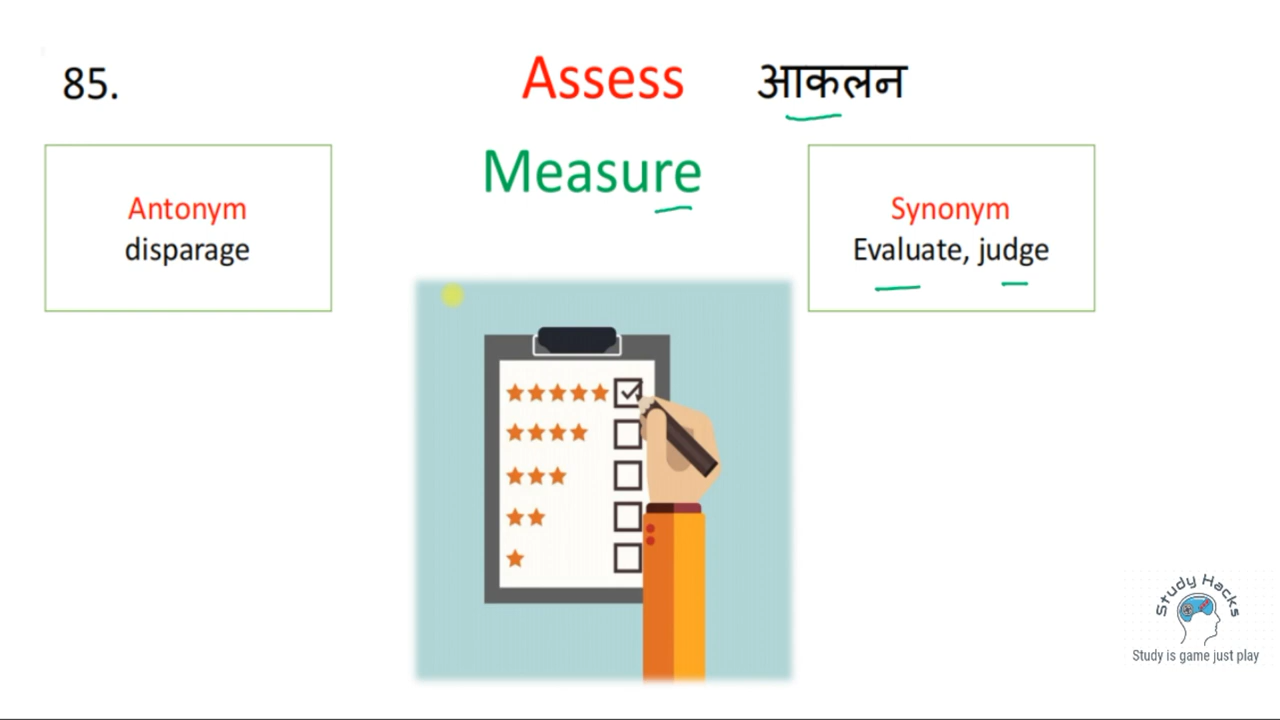 85.
Assess आकलन
Measure
Antonym
disparage
Synonym
Evaluate, judge
Study Hacks
Study is game just play